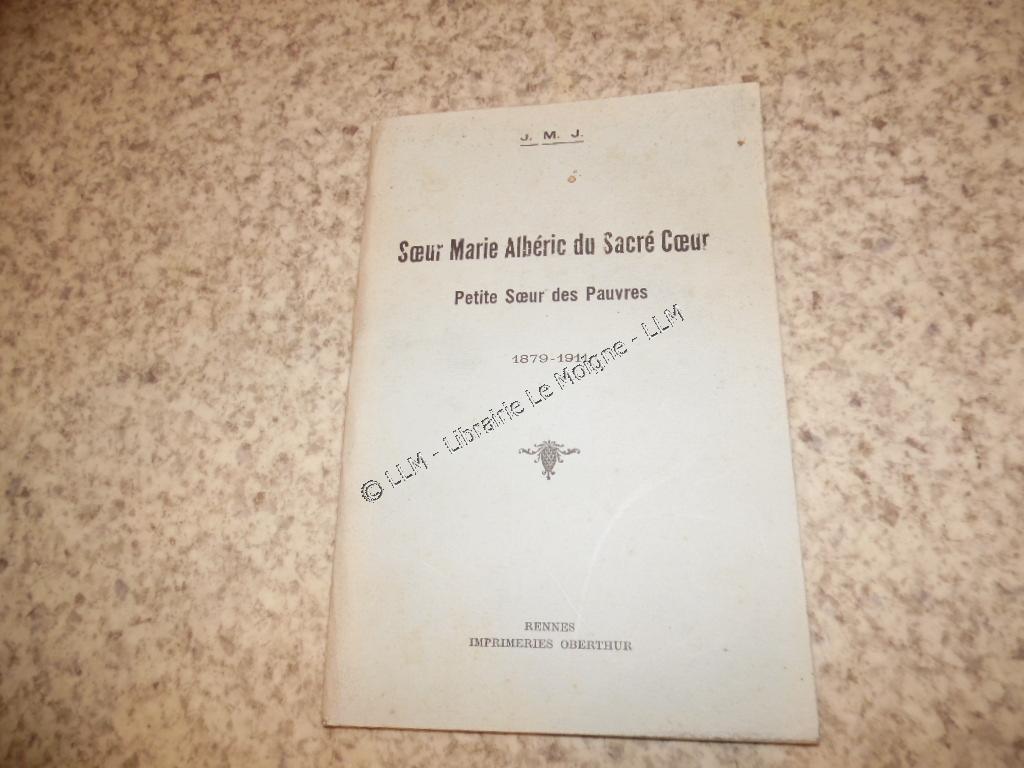 J. M. J.
Sœur Marie Albéric du Sacré Cœur
Petite Sœur des Pauvres
1879-1911
© LLM - Librairie Le Moigne - LLM
RENNES
IMPRIMERIES OBERTHUR